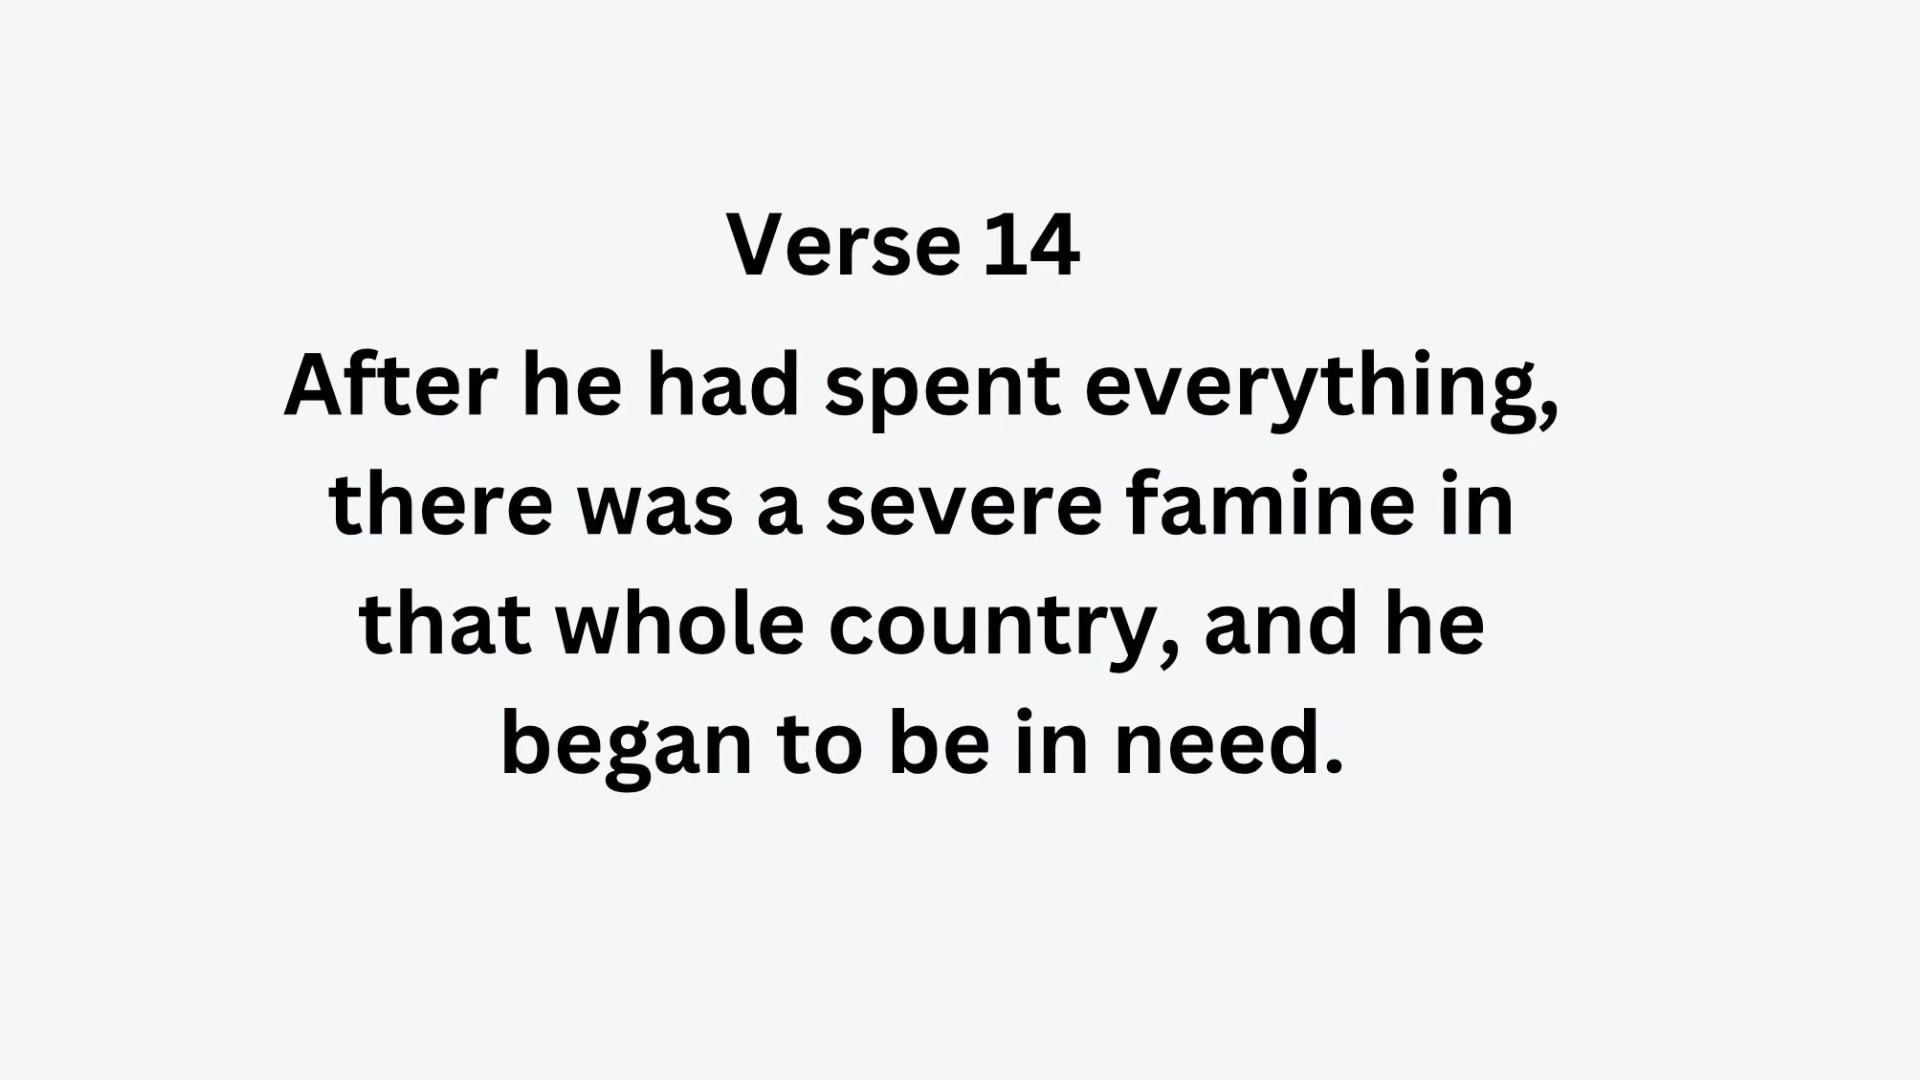 Verse 14
After he had spent everything,
there was a severe famine in
that whole country, and he
began to be in need.